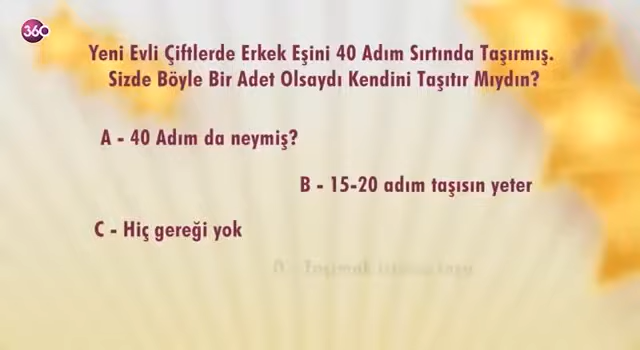 360
Yeni Evli Çiftlerde Erkek Eşini 40 Adım Sırtında Taşırmış.
Sizde Böyle Bir Adet Olsaydı Kendini Taşıtır Mıydın?
A - 40 Adım da neymiş?
B - 15-20 adım taşısın yeter
C - Hiç gereği yok
D - Taşımak